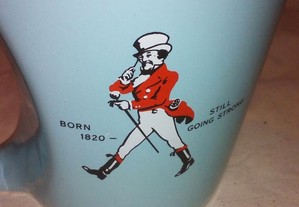 BORN
1820 —
STILL
GOING STRONG